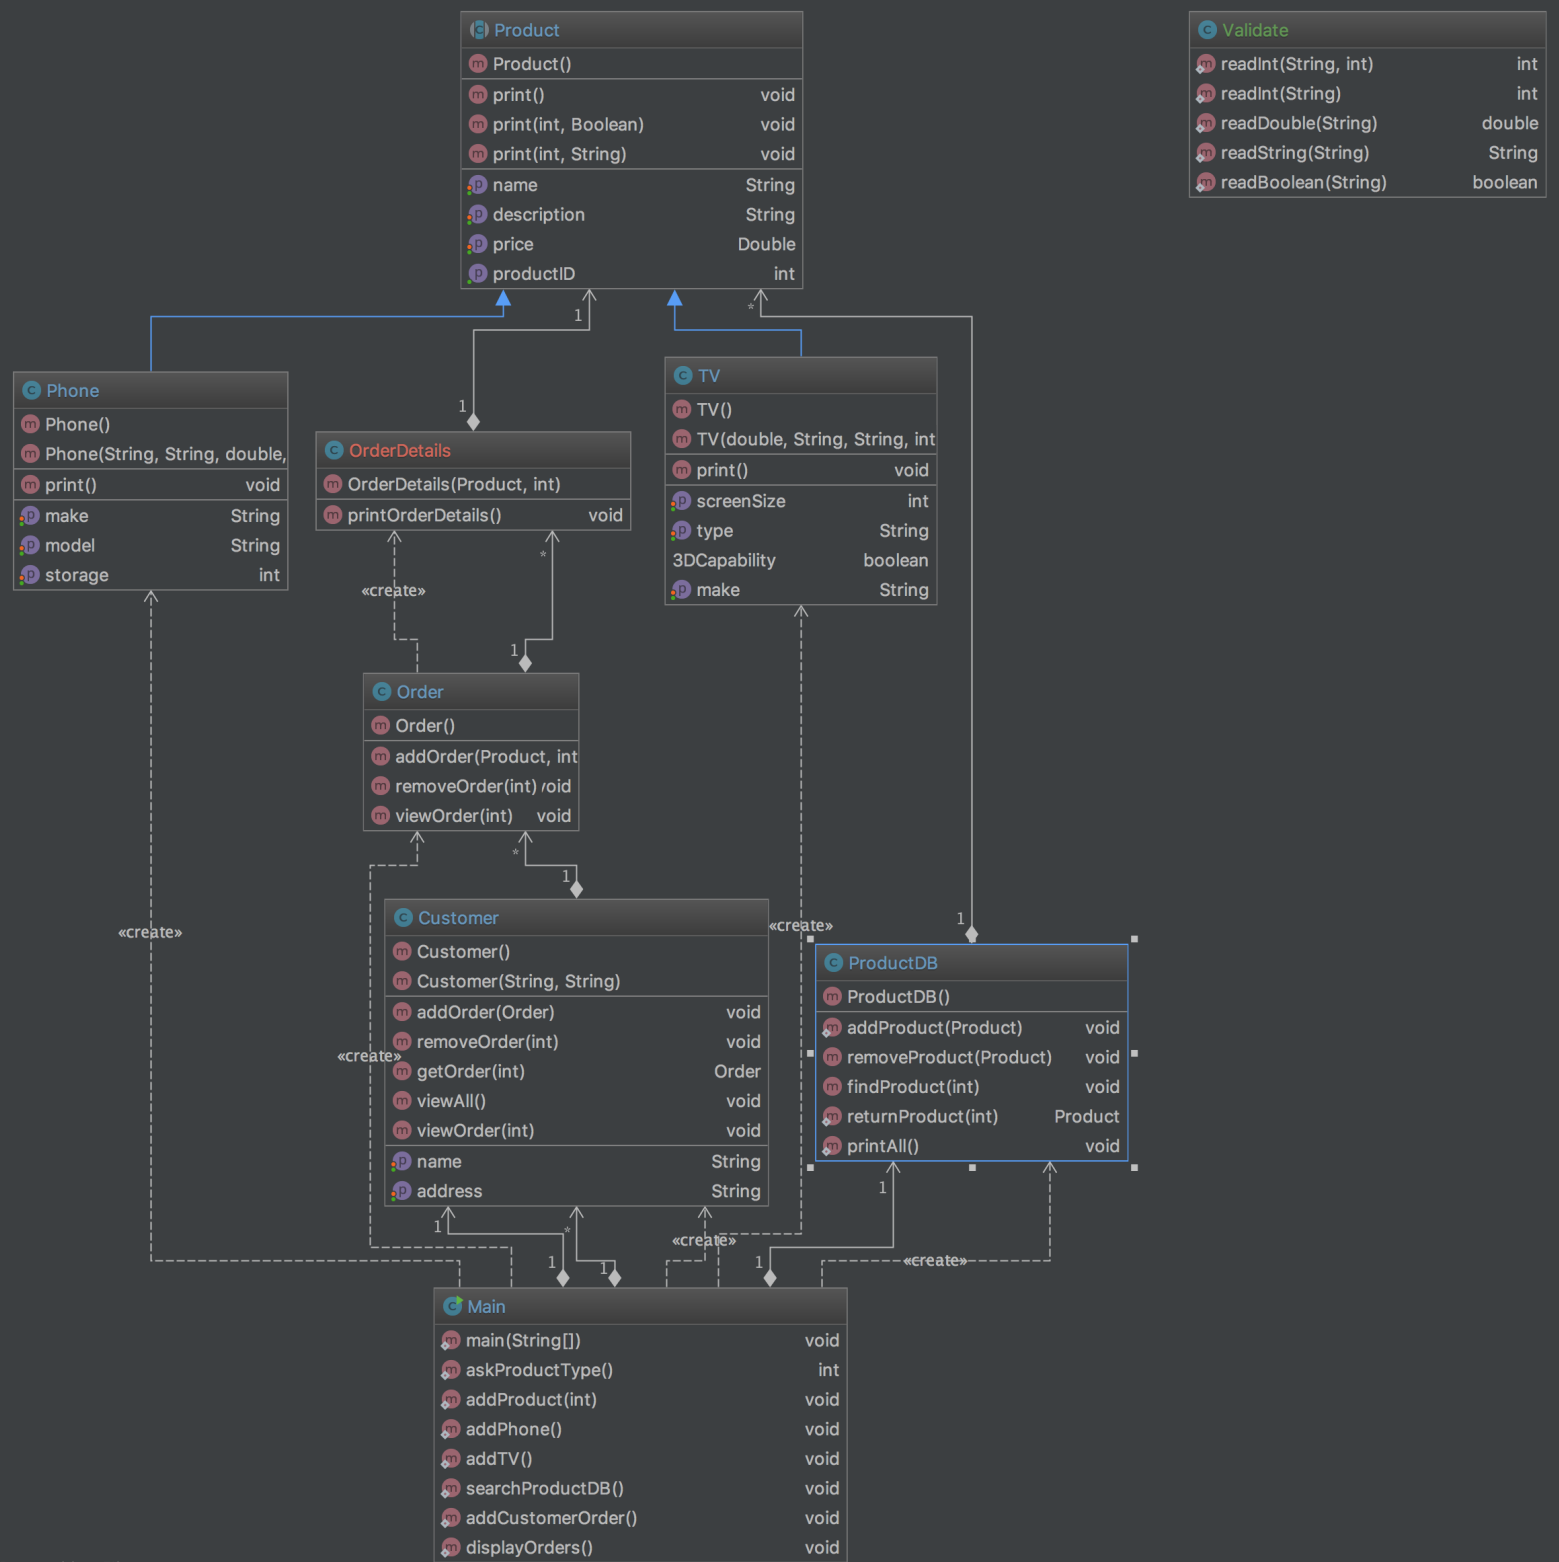 Product
Product()
print() void
print(int, Boolean) void
print(int, String) void
name String
description String
price Double
productID int
Validate
readInt(String, int) int
readInt(String) int
readDouble(String) double
readString(String) String
readBoolean(String) boolean
1
*
Phone
Phone()
Phone(String, String, double,
print() void
make String
model String
storage int
1
OrderDetails
OrderDetails(Product, int)
printOrderDetails() void
TV
TV()
TV(double, String, String, int
print() void
screenSize int
type String
3DCapability boolean
make String
*
«create»
1
Order
Order()
addOrder(Product, int
removeOrder(int) void
viewOrder(int) void
*
1
«create»
Customer
Customer()
Customer(String, String)
addOrder(Order) void
removeOrder(int) void
getOrder(int) Order
viewAll() void
viewOrder(int) void
name String
address String
«create»
«create»
1
ProductDB
ProductDB()
addProduct(Product) void
removeProduct(Product) void
findProduct(int) void
returnProduct(int) Product
printAll() void
1
*
1
«create»
«create»
1
1
1
Main
main(String[]) void
askProductType() int
addProduct(int) void
addPhone() void
addTV() void
searchProductDB() void
addCustomerOrder() void
displayOrders() void